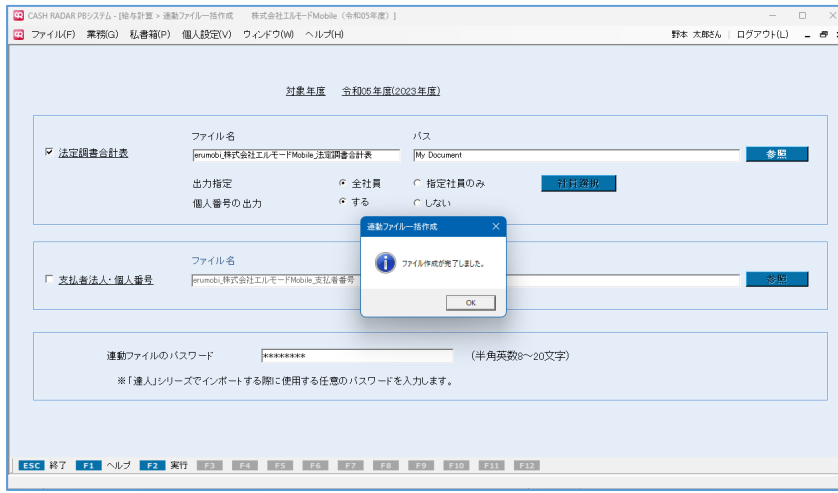 CASH RADAR PBシステム - [給与計算 > 連動ファイル一括作成 株式会社エルモードMobile（令和05年度）]
ファイル(F) 業務(G) 私書箱(P) 個人設定(V) ウィンドウ(W) ヘルプ(H) 野本 太郎さん | ログアウト(L)
対象年度 令和05年度(2023年度)
ファイル名 パス
法定調書合計表 erumobi_株式会社エルモードMobile_法定調書合計表 My Document 参照
出力指定 全社員 指定社員のみ 社員選択
個人番号の出力 する しない
連動ファイル一括作成
ファイル作成が完了しました。
OK
ファイル名
支払者法人・個人番号 erumobi_株式会社エルモードMobile_支払者番号 参照
連動ファイルのパスワード ******** (半角英数8～20文字)
※「達人」シリーズでインポートする際に使用する任意のパスワードを入力します。
ESC 終了 F1 ヘルプ F2 実行 F3 F4 F5 F6 F7 F8 F9 F10 F11 F12